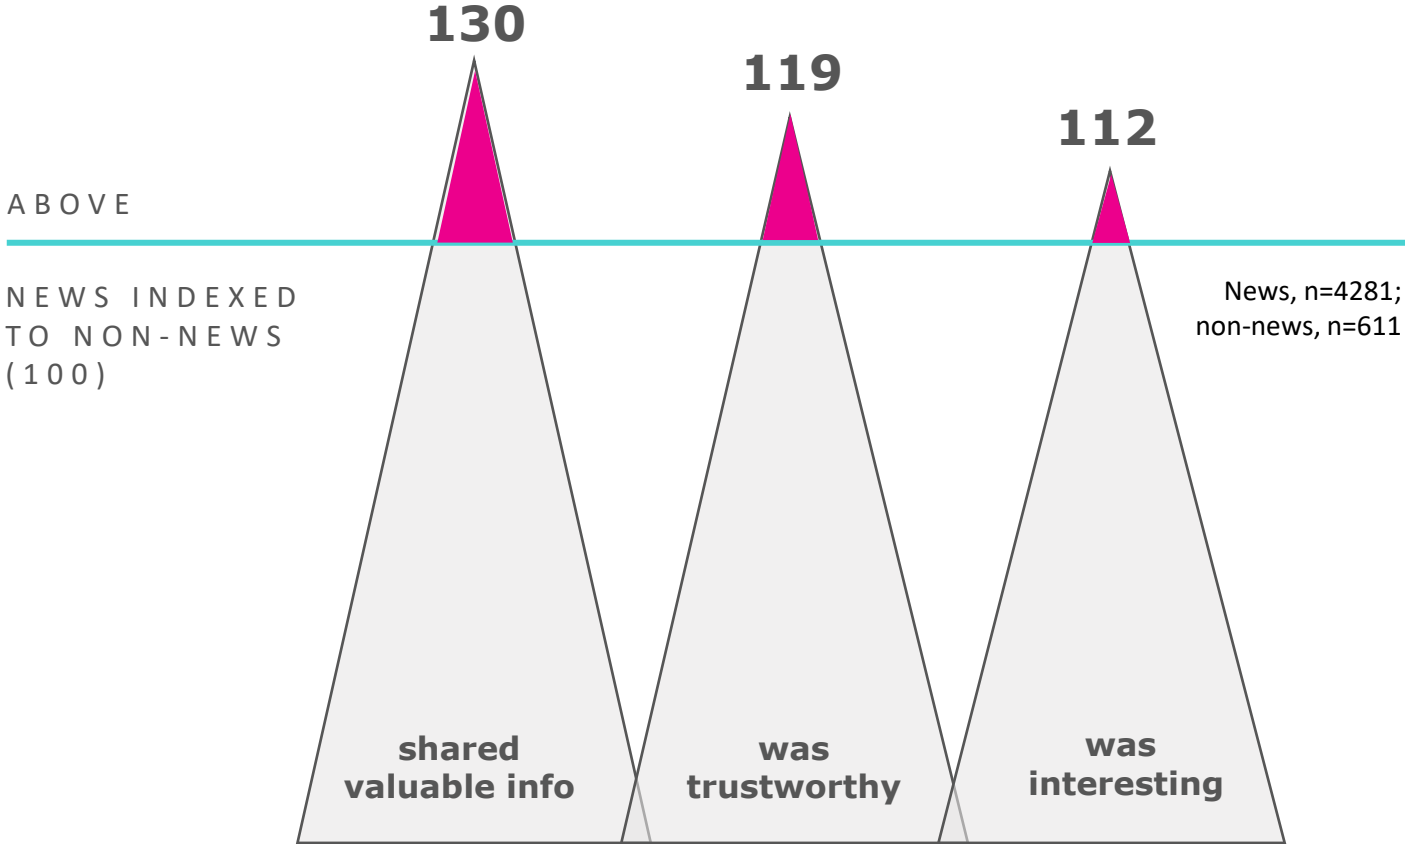 130
119
112
ABOVE
NEWS INDEXED
TO NON-NEWS
(100)
News, n=4281;
non-news, n=611
shared
valuable info
was
trustworthy
was
interesting